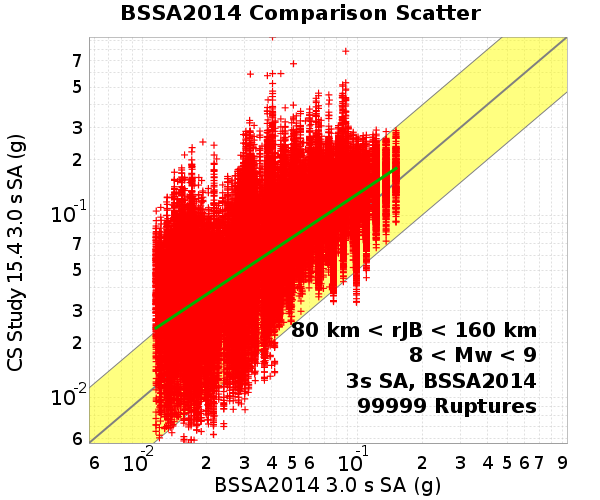 BSSA2014 Comparison Scatter
CS Study 15.4 3.0 s SA (g)
7
5
3
2
10-1
7
5
3
2
10-2
6
80 km < rJB < 160 km
8 < Mw < 9
3s SA, BSSA2014
99999 Ruptures
6 10-2 2 3 4 5 6 10-1 2 3 4 5 6 7 9
BSSA2014 3.0 s SA (g)